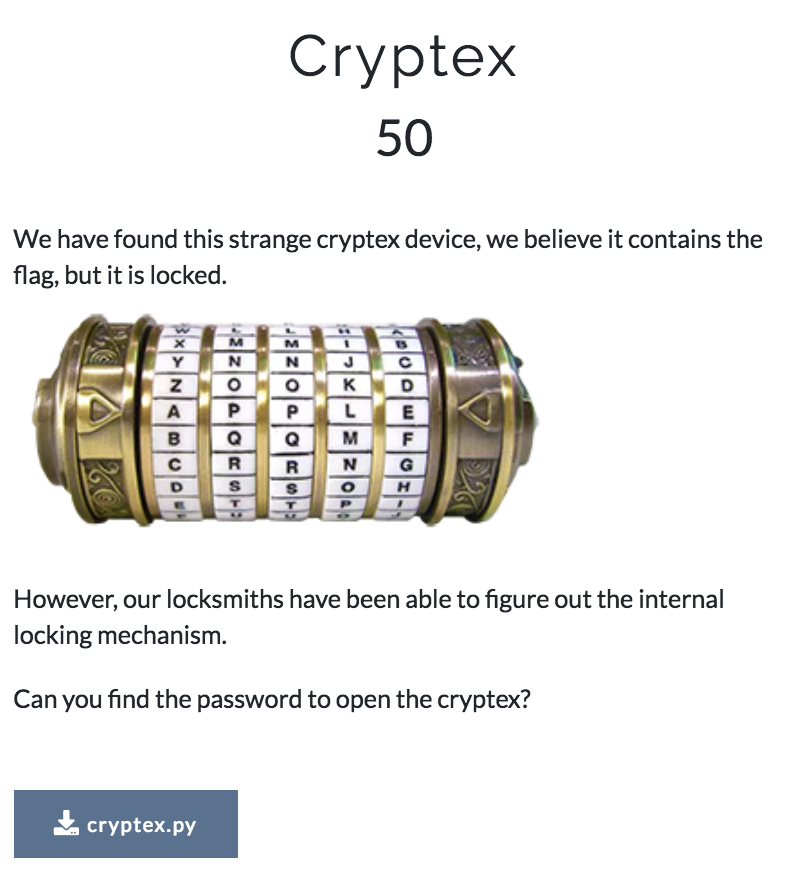 Cryptex
50
We have found this strange cryptex device, we believe it contains the
flag, but it is locked.
X M M I B
Y N N J C
Z O O K D
A P P L E
B Q Q M F
C R R N G
D S S O H
E T T P I
However, our locksmiths have been able to figure out the internal
locking mechanism.
Can you find the password to open the cryptex?
cryptex.py